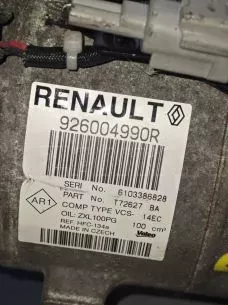 RENAULT
926004990R
SERI No. 6103386828
PART No. T72627 8A
COMP TYPE VCS- 14EC
OIL: ZXL100PG 100 cm³
REF. HFC-134a
MADE IN CZECH Valeo
AR1